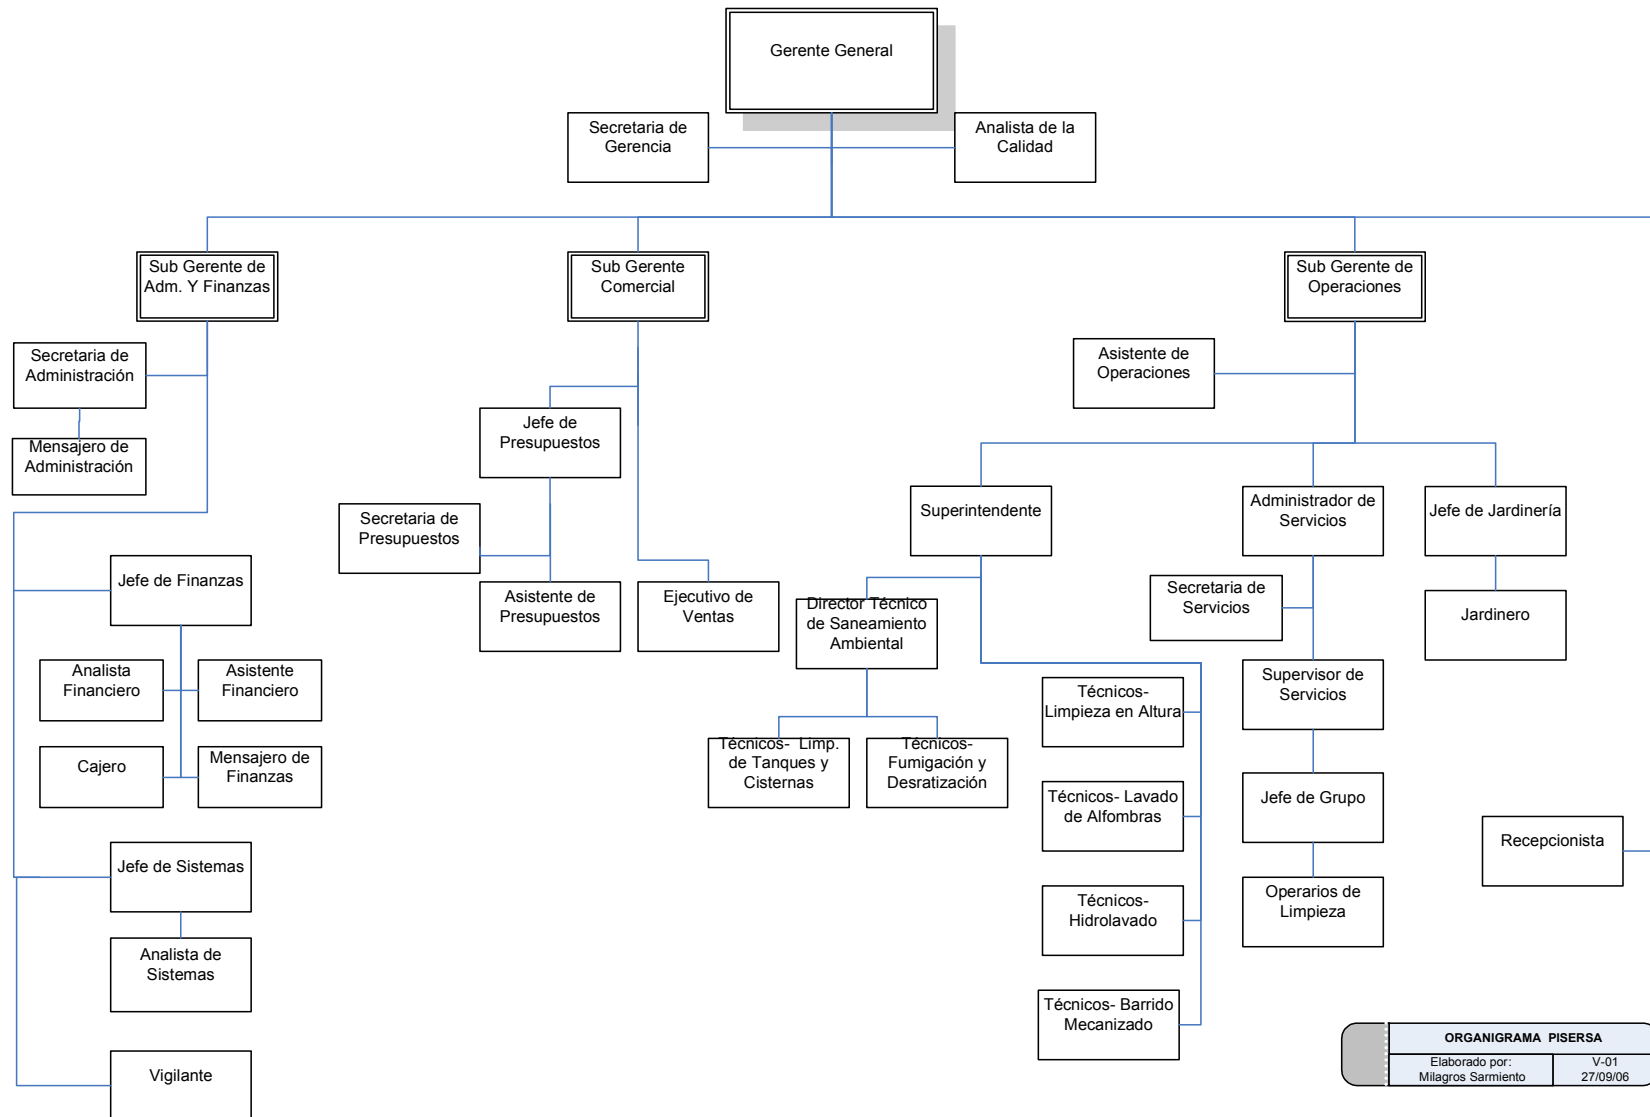 Gerente General
Secretaria de
Gerencia
Analista de la
Calidad
Sub Gerente de
Adm. Y Finanzas
Sub Gerente
Comercial
Sub Gerente de
Operaciones
Secretaria de
Administración
Mensajero de
Administración
Asistente de
Operaciones
Jefe de
Presupuestos
Secretaria de
Presupuestos
Asistente de
Presupuestos
Ejecutivo de
Ventas
Superintendente
Administrador de
Servicios
Jefe de Jardinería
Jefe de Finanzas
Analista
Financiero
Asistente
Financiero
Cajero
Mensajero de
Finanzas
Director Técnico
de Saneamiento
Ambiental
Secretaria de
Servicios
Jardinero
Técnicos- Limp.
de Tanques y
Cisternas
Técnicos-
Fumigación y
Desratización
Técnicos-
Limpieza en Altura
Supervisor de
Servicios
Técnicos- Lavado
de Alfombras
Jefe de Grupo
Recepcionista
Jefe de Sistemas
Técnicos-
Hidrolavado
Operarios de
Limpieza
Analista de
Sistemas
Técnicos- Barrido
Mecanizado
Vigilante
ORGANIGRAMA PISERSA
Elaborado por:
Milagros Sarmiento
V-01
27/09/06